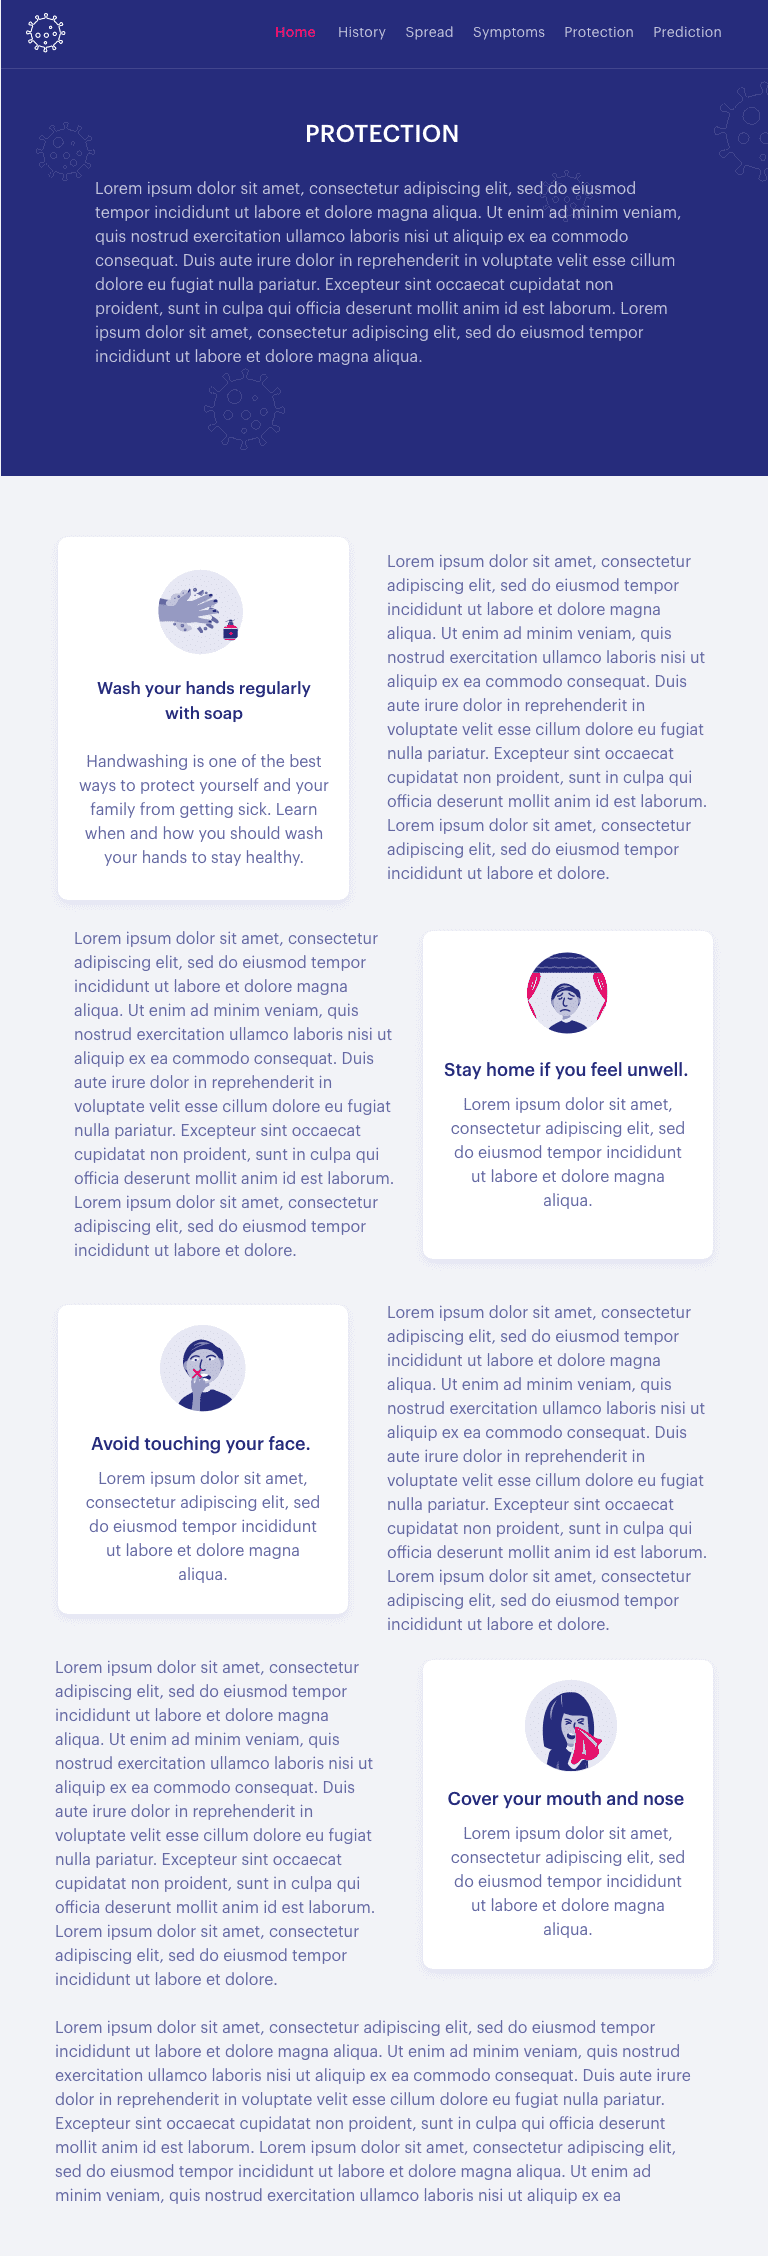 Home History Spread Symptoms Protection Prediction
PROTECTION
Lorem ipsum dolor sit amet, consectetur adipiscing elit, sed do eiusmod
tempor incididunt ut labore et dolore magna aliqua. Ut enim ad minim veniam,
quis nostrud exercitation ullamco laboris nisi ut aliquip ex ea commodo
consequat. Duis aute irure dolor in reprehenderit in voluptate velit esse cillum
dolore eu fugiat nulla pariatur. Excepteur sint occaecat cupidatat non
proident, sunt in culpa qui officia deserunt mollit anim id est laborum. Lorem
ipsum dolor sit amet, consectetur adipiscing elit, sed do eiusmod tempor
incididunt ut labore et dolore magna aliqua.
Wash your hands regularly
with soap
Handwashing is one of the best
ways to protect yourself and your
family from getting sick. Learn
when and how you should wash
your hands to stay healthy.
Lorem ipsum dolor sit amet, consectetur
adipiscing elit, sed do eiusmod tempor
incididunt ut labore et dolore magna
aliqua. Ut enim ad minim veniam, quis
nostrud exercitation ullamco laboris nisi ut
aliquip ex ea commodo consequat. Duis
aute irure dolor in reprehenderit in
voluptate velit esse cillum dolore eu fugiat
nulla pariatur. Excepteur sint occaecat
cupidatat non proident, sunt in culpa qui
officia deserunt mollit anim id est laborum.
Lorem ipsum dolor sit amet, consectetur
adipiscing elit, sed do eiusmod tempor
incididunt ut labore et dolore.
Lorem ipsum dolor sit amet, consectetur
adipiscing elit, sed do eiusmod tempor
incididunt ut labore et dolore magna
aliqua. Ut enim ad minim veniam, quis
nostrud exercitation ullamco laboris nisi ut
aliquip ex ea commodo consequat. Duis
aute irure dolor in reprehenderit in
voluptate velit esse cillum dolore eu fugiat
nulla pariatur. Excepteur sint occaecat
cupidatat non proident, sunt in culpa qui
officia deserunt mollit anim id est laborum.
Lorem ipsum dolor sit amet, consectetur
adipiscing elit, sed do eiusmod tempor
incididunt ut labore et dolore.
Stay home if you feel unwell.
Lorem ipsum dolor sit amet,
consectetur adipiscing elit, sed
do eiusmod tempor incididunt
ut labore et dolore magna
aliqua.
Avoid touching your face.
Lorem ipsum dolor sit amet,
consectetur adipiscing elit, sed
do eiusmod tempor incididunt
ut labore et dolore magna
aliqua.
Lorem ipsum dolor sit amet, consectetur
adipiscing elit, sed do eiusmod tempor
incididunt ut labore et dolore magna
aliqua. Ut enim ad minim veniam, quis
nostrud exercitation ullamco laboris nisi ut
aliquip ex ea commodo consequat. Duis
aute irure dolor in reprehenderit in
voluptate velit esse cillum dolore eu fugiat
nulla pariatur. Excepteur sint occaecat
cupidatat non proident, sunt in culpa qui
officia deserunt mollit anim id est laborum.
Lorem ipsum dolor sit amet, consectetur
adipiscing elit, sed do eiusmod tempor
incididunt ut labore et dolore.
Lorem ipsum dolor sit amet, consectetur
adipiscing elit, sed do eiusmod tempor
incididunt ut labore et dolore magna
aliqua. Ut enim ad minim veniam, quis
nostrud exercitation ullamco laboris nisi ut
aliquip ex ea commodo consequat. Duis
aute irure dolor in reprehenderit in
voluptate velit esse cillum dolore eu fugiat
nulla pariatur. Excepteur sint occaecat
cupidatat non proident, sunt in culpa qui
officia deserunt mollit anim id est laborum.
Lorem ipsum dolor sit amet, consectetur
adipiscing elit, sed do eiusmod tempor
incididunt ut labore et dolore.
Cover your mouth and nose
Lorem ipsum dolor sit amet,
consectetur adipiscing elit, sed
do eiusmod tempor incididunt
ut labore et dolore magna
aliqua.
Lorem ipsum dolor sit amet, consectetur adipiscing elit, sed do eiusmod tempor
incididunt ut labore et dolore magna aliqua. Ut enim ad minim veniam, quis nostrud
exercitation ullamco laboris nisi ut aliquip ex ea commodo consequat. Duis aute irure
dolor in reprehenderit in voluptate velit esse cillum dolore eu fugiat nulla pariatur.
Excepteur sint occaecat cupidatat non proident, sunt in culpa qui officia deserunt
mollit anim id est laborum. Lorem ipsum dolor sit amet, consectetur adipiscing elit,
sed do eiusmod tempor incididunt ut labore et dolore magna aliqua. Ut enim ad
minim veniam, quis nostrud exercitation ullamco laboris nisi ut aliquip ex ea